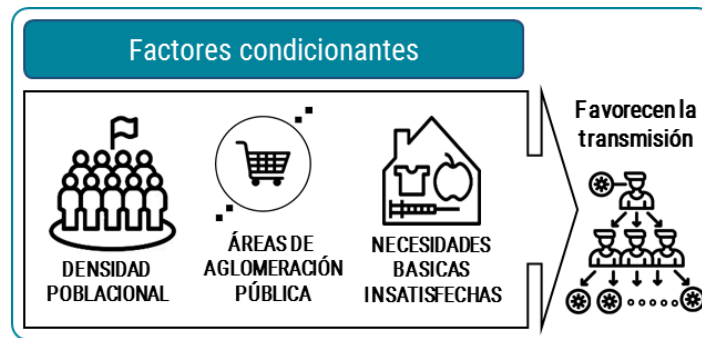 Factores condicionantes
Favorecen la
transmisión
DENSIDAD
POBLACIONAL
ÁREAS DE
AGLOMERACIÓN
PÚBLICA
NECESIDADES
BASICAS
INSATISFECHAS